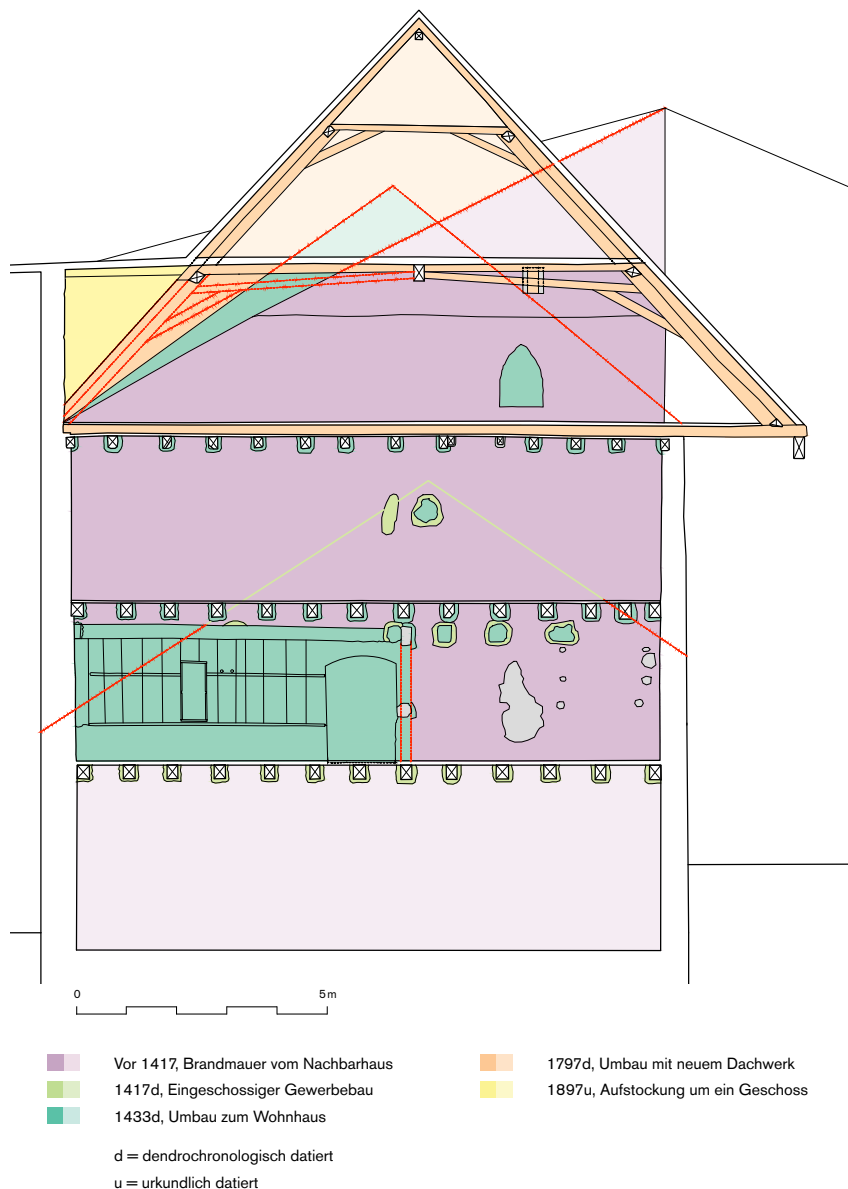 0 5 m
Vor 1417, Brandmauer vom Nachbarhaus
1417d, Eingeschossiger Gewerbebau
1433d, Umbau zum Wohnhaus
d = dendrochronologisch datiert
u = urkundlich datiert
1797d, Umbau mit neuem Dachwerk
1897u, Aufstockung um ein Geschoss